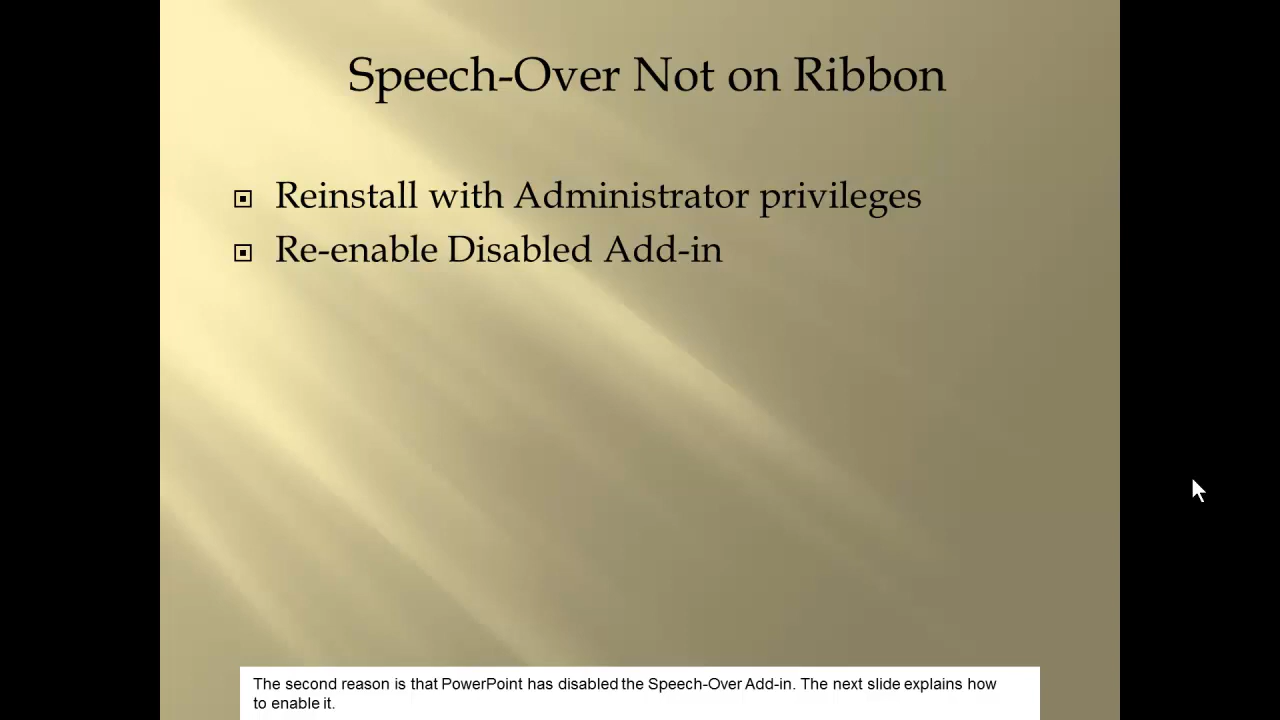 Speech-Over Not on Ribbon
Reinstall with Administrator privileges
Re-enable Disabled Add-in
The second reason is that PowerPoint has disabled the Speech-Over Add-in. The next slide explains how
to enable it.